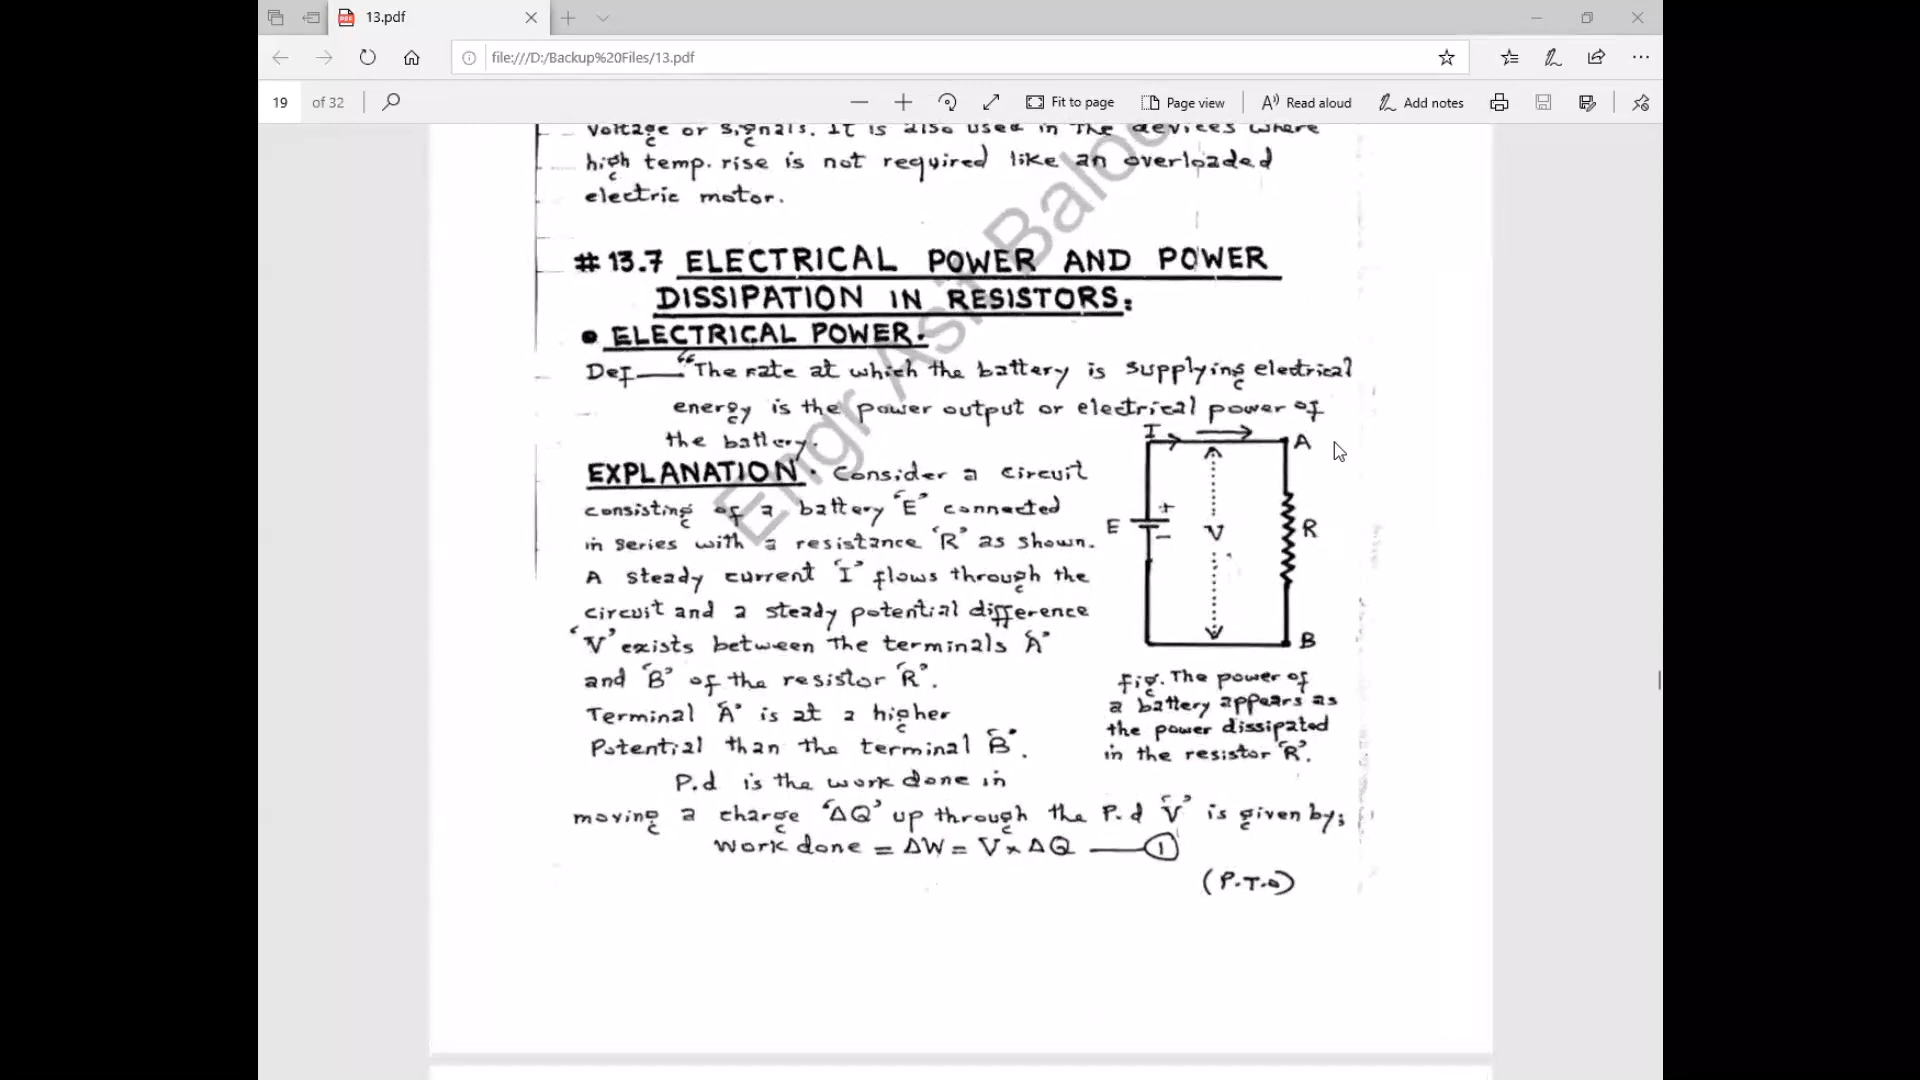 13.pdf
file:///D:/Backup%20Files/13.pdf
19 of 32
Fit to page
Page view
Read aloud
Add notes
voltage or signals. It is also used in the devices where
high temp. rise is not required like an overloaded
electric motor.
# 13.7 ELECTRICAL POWER AND POWER
DISSIPATION IN RESISTORS:
• ELECTRICAL POWER.
Def — "The rate at which the battery is supplying electrical
energy is the power output or electrical power of
the battery.
EXPLANATION. Consider a circuit
consisting of a battery 'E' connected
in series with a resistance 'R' as shown.
A steady current 'I' flows through the
circuit and a steady potential difference
'V' exists between the terminals 'A'
and 'B' of the resistor 'R'.
Terminal 'A' is at a higher
Potential than the terminal 'B'.
P.d is the work done in
moving a charge 'ΔQ' up through the P.d 'V' is given by;
Work done = ΔW = V × ΔQ —— 1
(P.T.O)
I
A
E
+
-
V
R
B
fig. The power of
a battery appears as
the power dissipated
in the resistor 'R'.
Engr. Asif